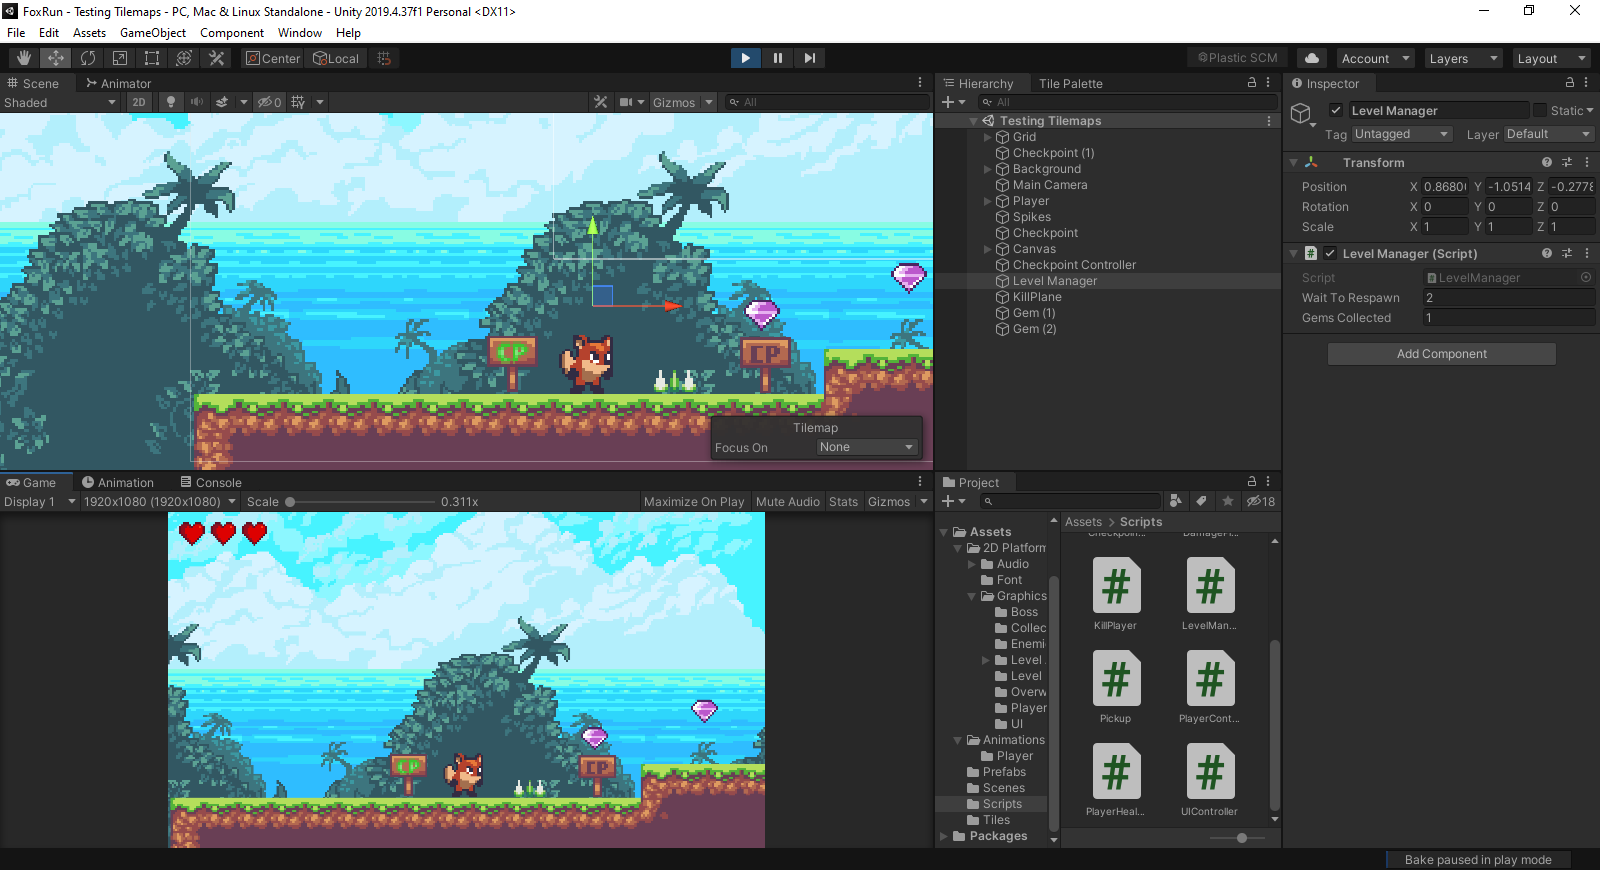 FoxRun - Testing Tilemaps - PC, Mac & Linux Standalone - Unity 2019.4.37f1 Personal <DX11>
File Edit Assets GameObject Component Window Help
Center Local Plastic SCM Account Layers Layout
Scene Animator
Shaded 2D 0 Gizmos All
CP CP
Tilemap
Focus On None
Game Animation Console
Display 1 1920x1080 (1920x1080) Scale 0.311x Maximize On Play Mute Audio Stats Gizmos
CP CP
Hierarchy Tile Palette
All
Testing Tilemaps
Grid
Checkpoint (1)
Background
Main Camera
Player
Spikes
Checkpoint
Canvas
Checkpoint Controller
Level Manager
KillPlane
Gem (1)
Gem (2)
Project
18
Assets
2D Platform
Audio
Font
Graphics
Boss
Collec
Enemi
Level
Level
Overw
Player
UI
Animations
Player
Prefabs
Scenes
Scripts
Tiles
Packages
Assets > Scripts
Checkpoin... DamagePl...
# #
KillPlayer LevelMan...
# #
Pickup PlayerCont...
# #
PlayerHeal... UIController
Inspector
Level Manager Static
Tag Untagged Layer Default
Transform
Position X 0.8680 Y -1.0514 Z -0.2778
Rotation X 0 Y 0 Z 0
Scale X 1 Y 1 Z 1
# Level Manager (Script)
Script LevelManager
Wait To Respawn 2
Gems Collected 1
Add Component
Bake paused in play mode